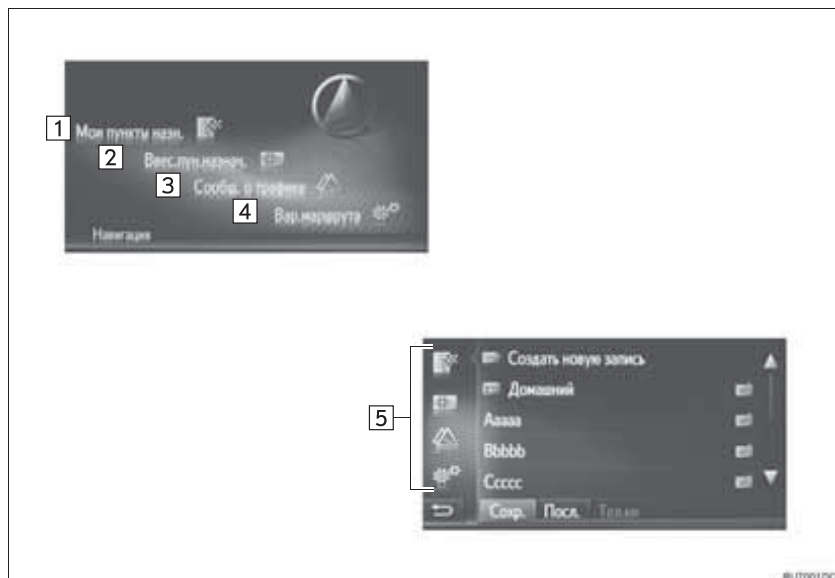 1 Мои пункты назн.
2 Ввес.пун.назнач.
3 Сообщ. о трафике
4 Вар.маршрута
Навигация
Создать новую запись
Домашний
Aaaaa
5
Bbbbb
Ccccc
Сохр. Посл.